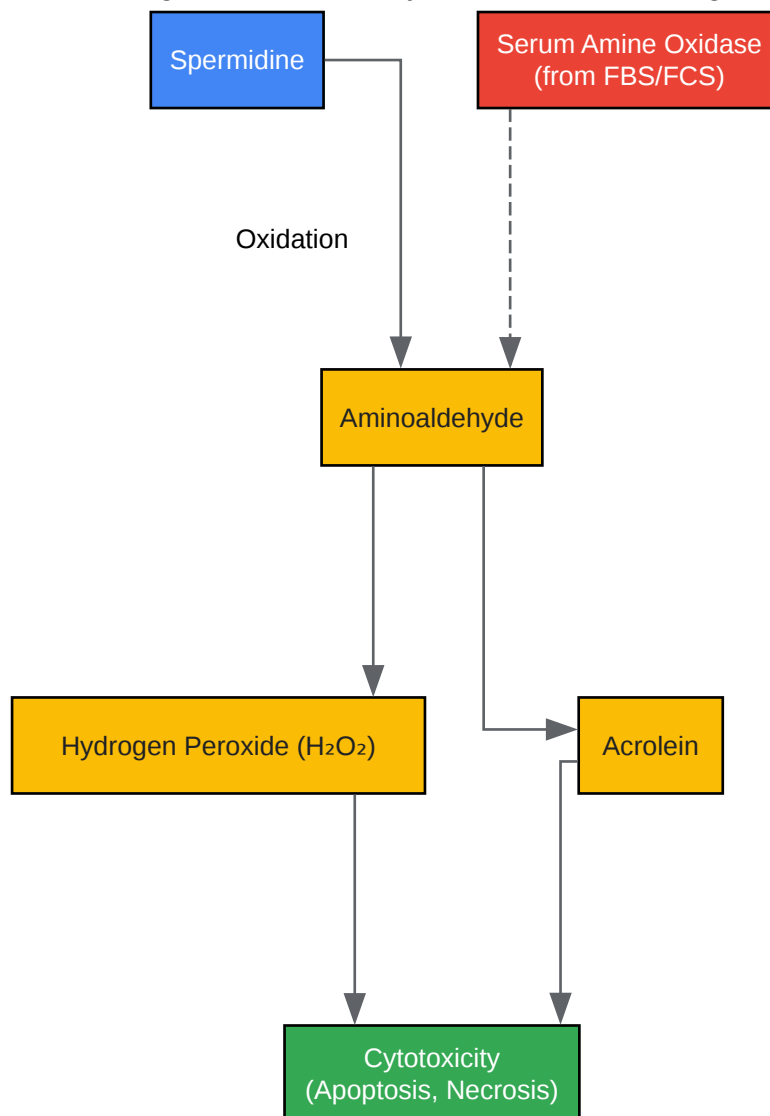 Spermidine
Serum Amine Oxidase
(from FBS/FCS)
Oxidation
Aminoaldehyde
Hydrogen Peroxide (H₂O₂)
Acrolein
Cytotoxicity
(Apoptosis, Necrosis)